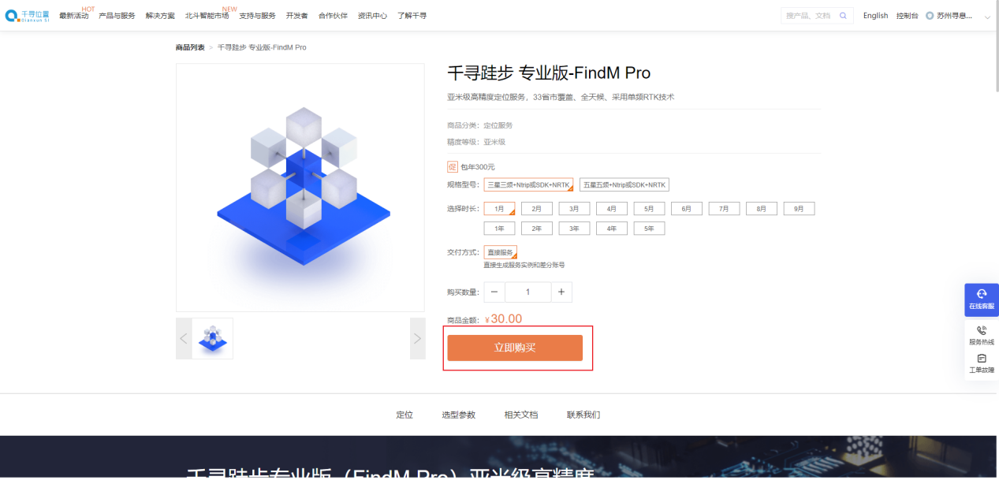 千寻位置
Qianxun SI
最新活动 HOT 产品与服务 解决方案 北斗智能市场 NEW 支持与服务 开发者 合作伙伴 资讯中心 了解千寻 搜产品、文档 English 控制台 苏州寻息...
商品列表 > 千寻跬步 专业版-FindM Pro
千寻跬步 专业版-FindM Pro
亚米级高精度定位服务，33省市覆盖、全天候、采用单频RTK技术
商品分类： 定位服务
精度等级： 亚米级
促 包年300元
规格型号： 三星三频+Ntrip或SDK+NRTK 五星五频+Ntrip或SDK+NRTK
选择时长： 1月 2月 3月 4月 5月 6月 7月 8月 9月
1年 2年 3年 4年 5年
交付方式： 直接服务
直接生成服务实例和差分账号
购买数量： － 1 +
商品金额： ¥30.00
立即购买
在线客服
服务热线
工单故障
定位 选型参数 相关文档 联系我们
千寻跬步专业版（FindM Pro）亚米级高精度